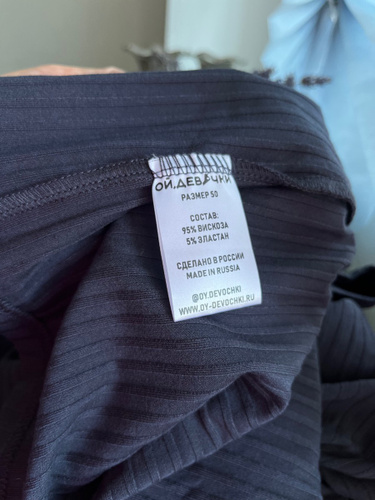 ОЙ, ДЕВОЧКИ
РАЗМЕР 50
СОСТАВ:
95% ВИСКОЗА
5% ЭЛАСТАН
СДЕЛАНО В РОССИИ
MADE IN RUSSIA
@OY.DEVOCHKI
WWW.OY-DEVOCHKI.RU